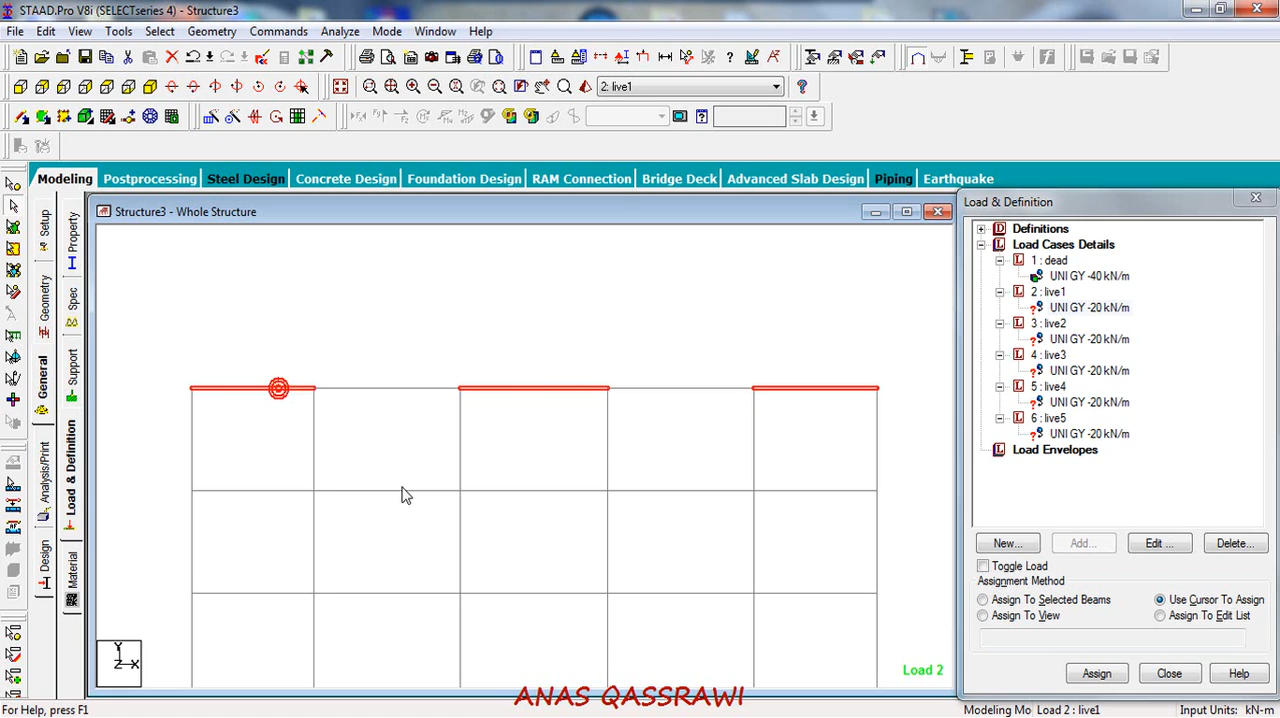 STAAD.Pro V8i (SELECTseries 4) - Structure3
File Edit View Tools Select Geometry Commands Analyze Mode Window Help
2: live1
Modeling Postprocessing Steel Design Concrete Design Foundation Design RAM Connection Bridge Deck Advanced Slab Design Piping Earthquake
Setup
Geometry
General
Analysis/Print
Design
Property
Spec
Support
Load & Definition
Material
Structure3 - Whole Structure
Y
Z X
Load 2
Load & Definition
Definitions
Load Cases Details
1 : dead
UNI GY -40 kN/m
2 : live1
UNI GY -20 kN/m
3 : live2
UNI GY -20 kN/m
4 : live3
UNI GY -20 kN/m
5 : live4
UNI GY -20 kN/m
6 : live5
UNI GY -20 kN/m
Load Envelopes
New... Add... Edit ... Delete...
Toggle Load
Assignment Method
Assign To Selected Beams Use Cursor To Assign
Assign To View Assign To Edit List
Assign Close Help
ANAS QASSRAWI
For Help, press F1 Modeling Mo Load 2 : live1 Input Units: kN-m